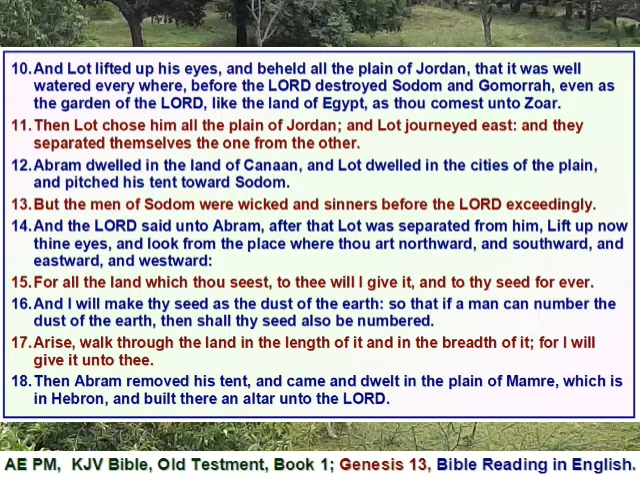 10. And Lot lifted up his eyes, and beheld all the plain of Jordan, that it was well
watered every where, before the LORD destroyed Sodom and Gomorrah, even as
the garden of the LORD, like the land of Egypt, as thou comest unto Zoar.
11. Then Lot chose him all the plain of Jordan; and Lot journeyed east: and they
separated themselves the one from the other.
12. Abram dwelled in the land of Canaan, and Lot dwelled in the cities of the plain,
and pitched his tent toward Sodom.
13. But the men of Sodom were wicked and sinners before the LORD exceedingly.
14. And the LORD said unto Abram, after that Lot was separated from him, Lift up now
thine eyes, and look from the place where thou art northward, and southward, and
eastward, and westward:
15. For all the land which thou seest, to thee will I give it, and to thy seed for ever.
16. And I will make thy seed as the dust of the earth: so that if a man can number the
dust of the earth, then shall thy seed also be numbered.
17. Arise, walk through the land in the length of it and in the breadth of it; for I will
give it unto thee.
18. Then Abram removed his tent, and came and dwelt in the plain of Mamre, which is
in Hebron, and built there an altar unto the LORD.
AE PM, KJV Bible, Old Testment, Book 1; Genesis 13, Bible Reading in English.